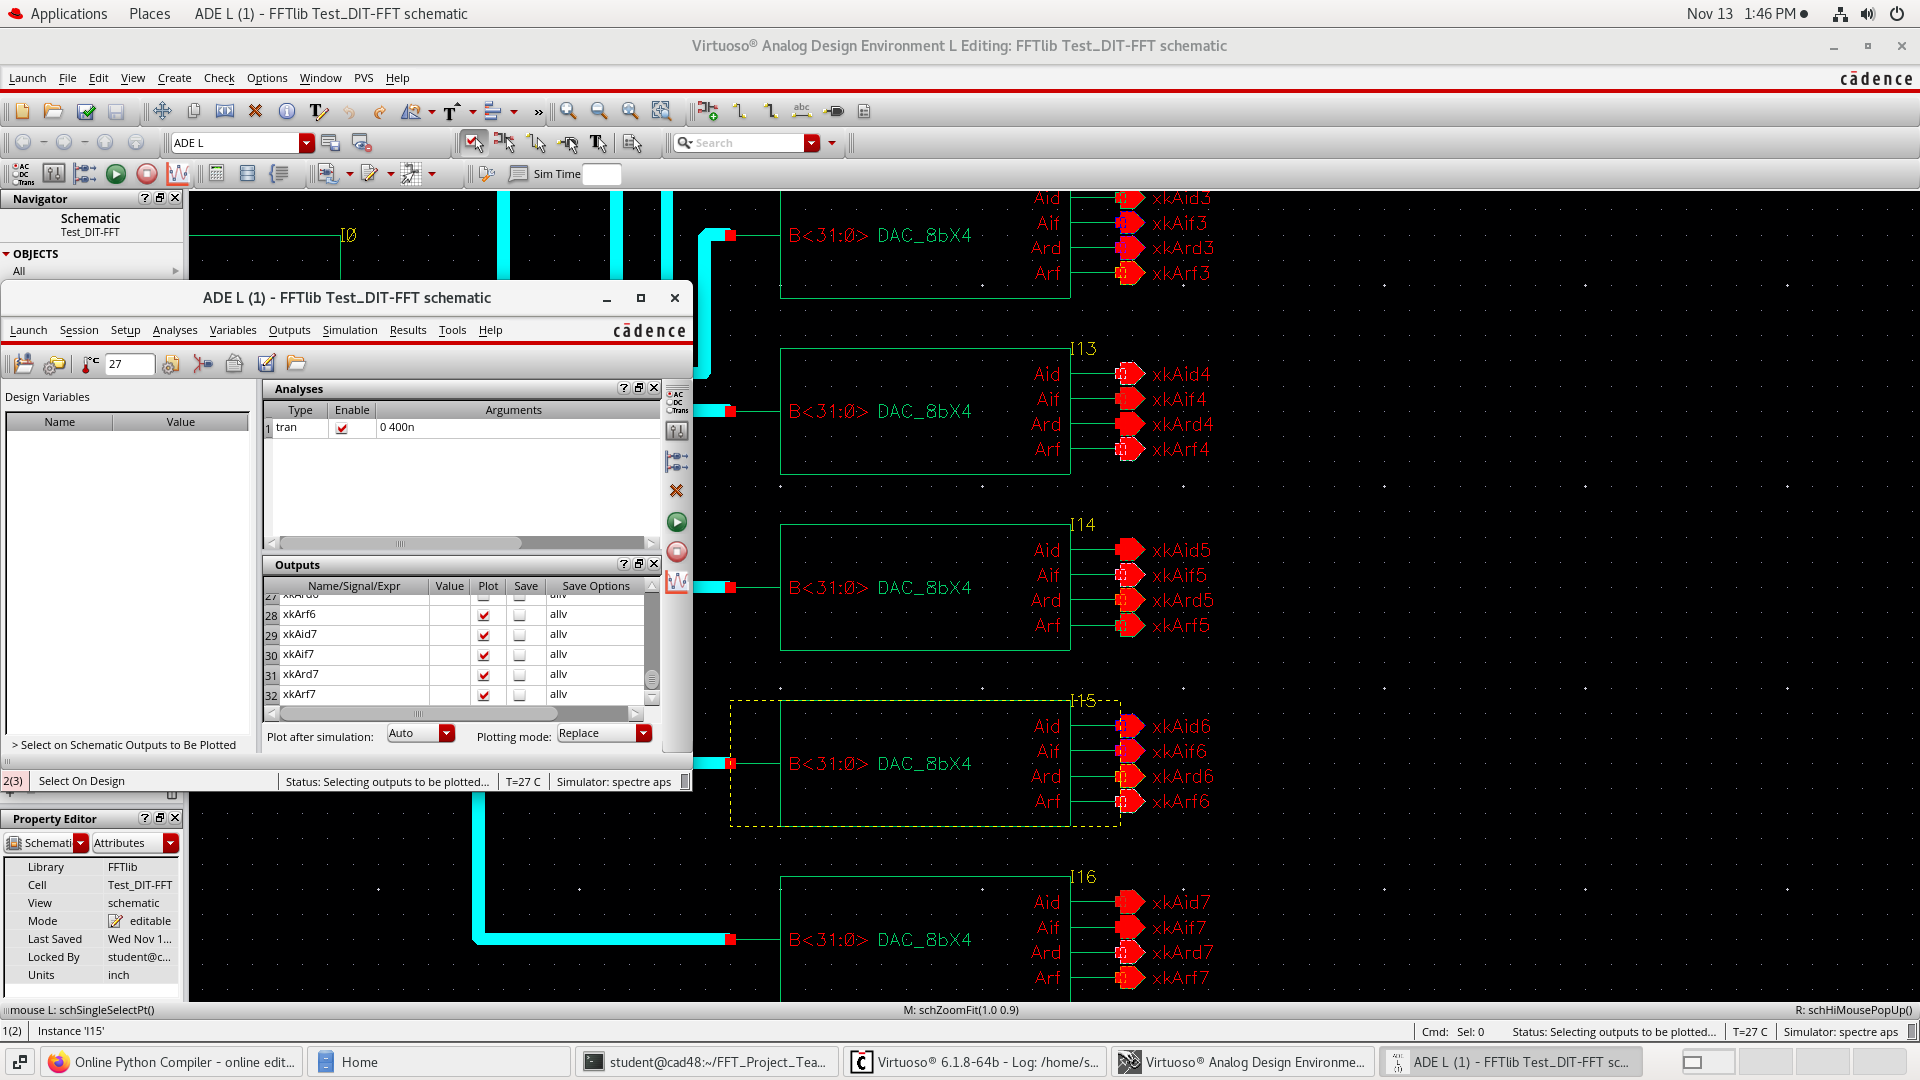 Applications Places ADE L (1) - FFTlib Test_DIT-FFT schematic Nov 13 1:46 PM
Virtuoso® Analog Design Environment L Editing: FFTlib Test_DIT-FFT schematic
Launch File Edit View Create Check Options Window PVS Help cādence
ADE L Search
AC DC Trans Sim Time
Navigator
Schematic
Test_DIT-FFT
OBJECTS
All
I0
Aid xkAid3
Aif xkAif3
B<31:0> DAC_8bX4
Ard xkArd3
Arf xkArf3
ADE L (1) - FFTlib Test_DIT-FFT schematic
Launch Session Setup Analyses Variables Outputs Simulation Results Tools Help cādence
°C 27
Design Variables
Name Value
Analyses
Type Enable Arguments
1 tran 0 400n
AC DC Trans
Outputs
Name/Signal/Expr Value Plot Save Save Options
27 xkArd6 allv
28 xkArf6 allv
29 xkAid7 allv
30 xkAif7 allv
31 xkArd7 allv
32 xkArf7 allv
Plot after simulation: Auto Plotting mode: Replace
> Select on Schematic Outputs to Be Plotted
2(3) Select On Design Status: Selecting outputs to be plotted... T=27 C Simulator: spectre aps
I13
Aid xkAid4
Aif xkAif4
B<31:0> DAC_8bX4
Ard xkArd4
Arf xkArf4
I14
Aid xkAid5
Aif xkAif5
B<31:0> DAC_8bX4
Ard xkArd5
Arf xkArf5
I15
Aid xkAid6
Aif xkAif6
B<31:0> DAC_8bX4
Ard xkArd6
Arf xkArf6
I16
Aid xkAid7
Aif xkAif7
B<31:0> DAC_8bX4
Ard xkArd7
Arf xkArf7
Property Editor
Schemati Attributes
Library FFTlib
Cell Test_DIT-FFT
View schematic
Mode editable
Last Saved Wed Nov 1...
Locked By student@c...
Units inch
mouse L: schSingleSelectPt() M: schZoomFit(1.0 0.9) R: schHiMousePopUp()
1(2) Instance 'I15' Cmd: Sel: 0 Status: Selecting outputs to be plotted... T=27 C Simulator: spectre aps
Online Python Compiler - online edit... Home student@cad48:~/FFT_Project_Tea... Virtuoso® 6.1.8-64b - Log: /home/s... Virtuoso® Analog Design Environme... ADE L (1) - FFTlib Test_DIT-FFT sc...